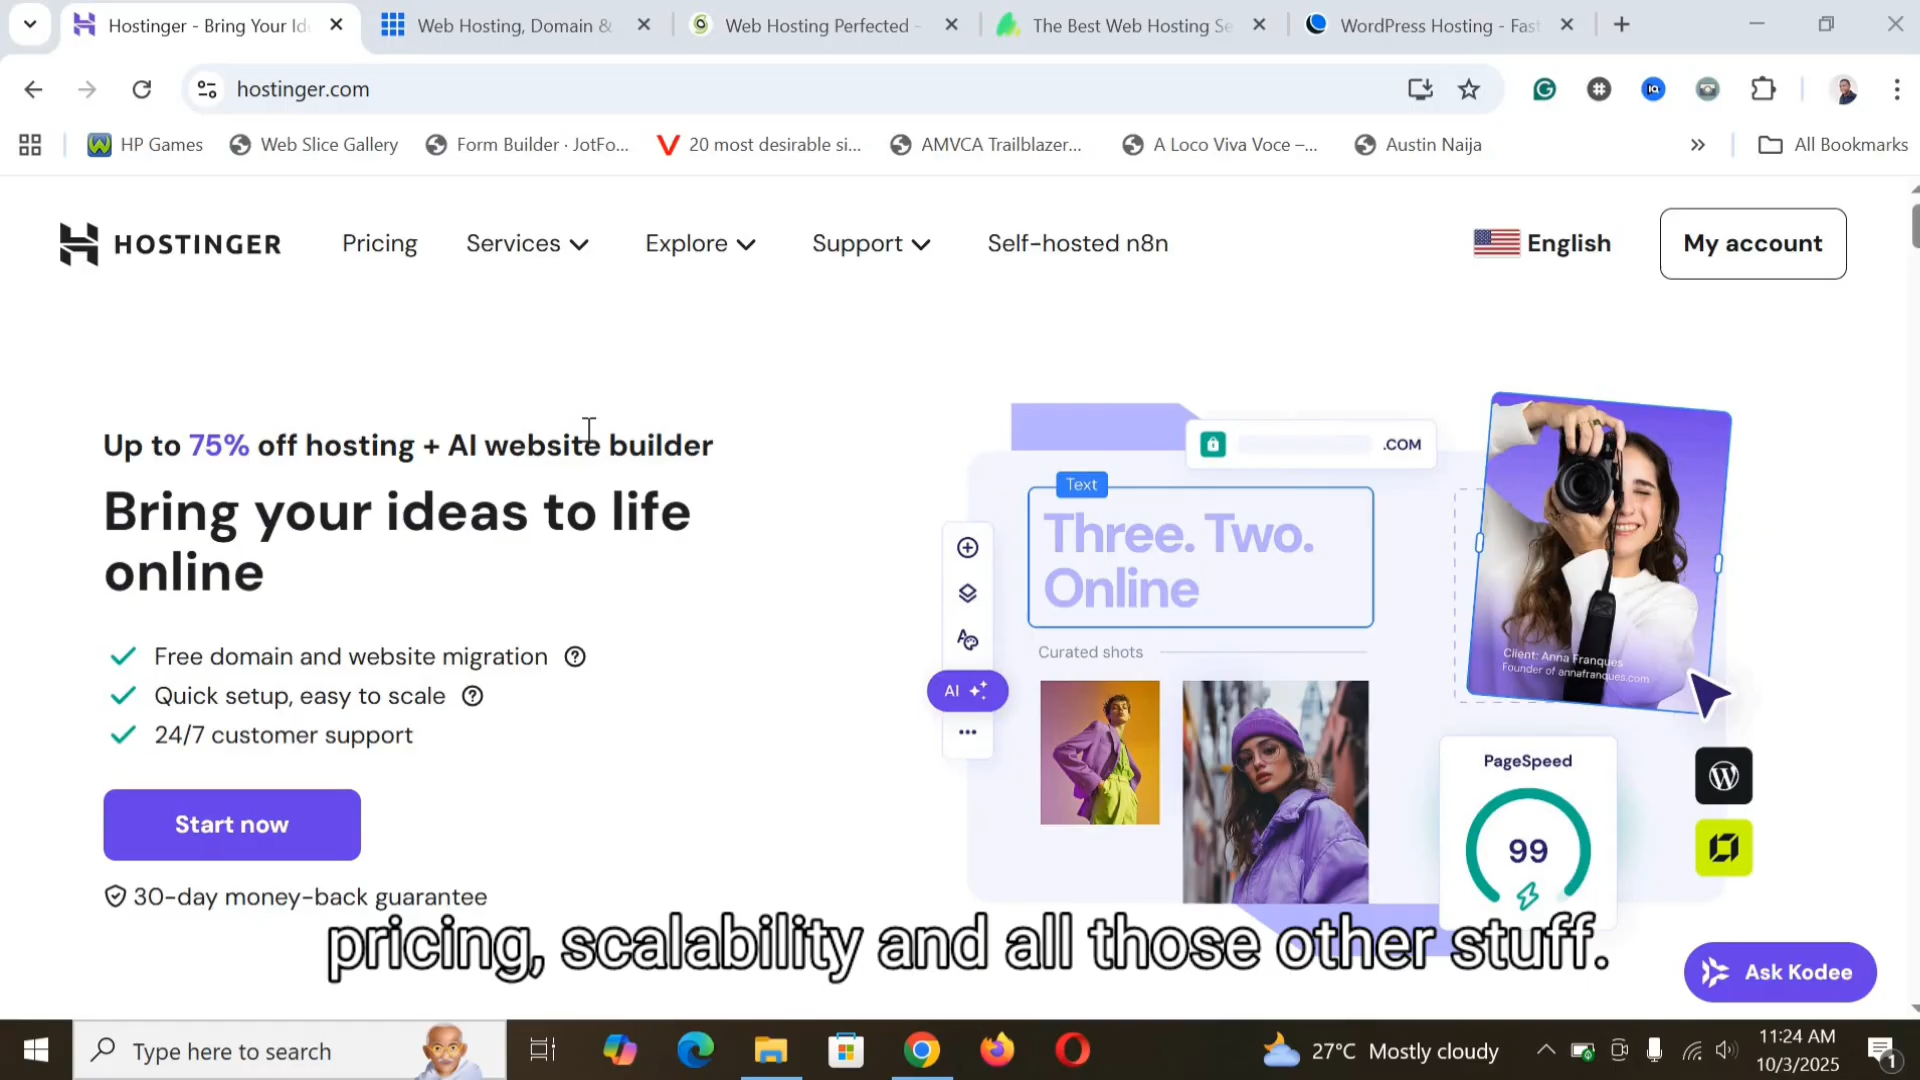 Hostinger - Bring Your Id
Web Hosting, Domain &
Web Hosting Perfected -
The Best Web Hosting Se
WordPress Hosting - Fast
hostinger.com
HP Games
Web Slice Gallery
Form Builder · JotFo...
20 most desirable si...
AMVCA Trailblazer...
A Loco Viva Voce –...
Austin Naija
All Bookmarks
HOSTINGER
Pricing
Services
Explore
Support
Self-hosted n8n
English
My account
Up to 75% off hosting + AI website builder
Bring your ideas to life
online
Free domain and website migration
Quick setup, easy to scale
24/7 customer support
Start now
30-day money-back guarantee
.COM
Text
Three. Two.
Online
Curated shots
AI
Client: Anna Franques
Founder of annafranques.com
PageSpeed
99
pricing, scalability and all those other stuff.
Ask Kodee
Type here to search
27°C Mostly cloudy
11:24 AM
10/3/2025
1